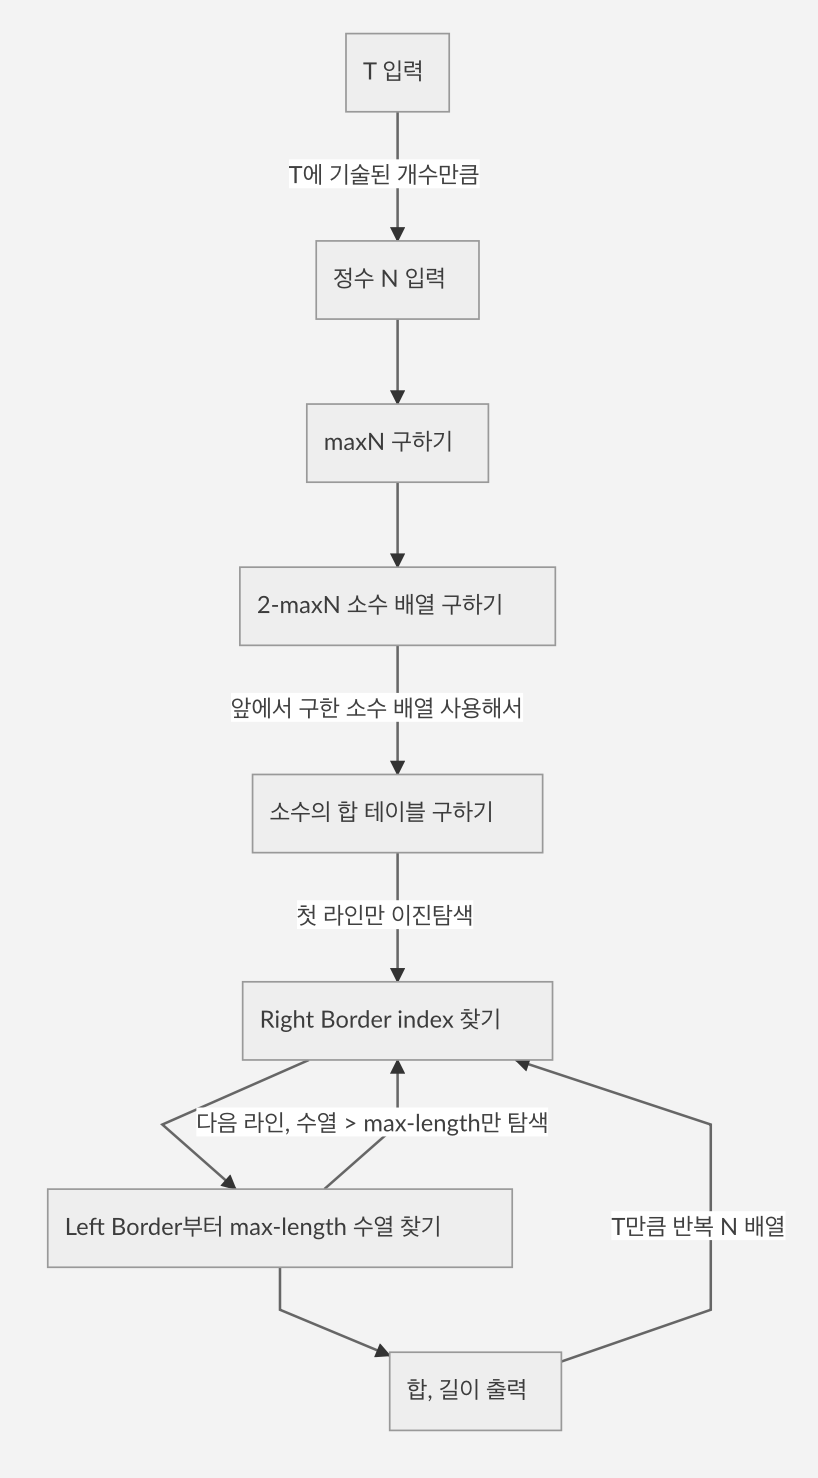 T 입력
T에 기술된 개수만큼
정수 N 입력
maxN 구하기
2-maxN 소수 배열 구하기
앞에서 구한 소수 배열 사용해서
소수의 합 테이블 구하기
첫 라인만 이진탐색
Right Border index 찾기
다음 라인, 수열 > max-length만 탐색
Left Border부터 max-length 수열 찾기
T만큼 반복 N 배열
합, 길이 출력